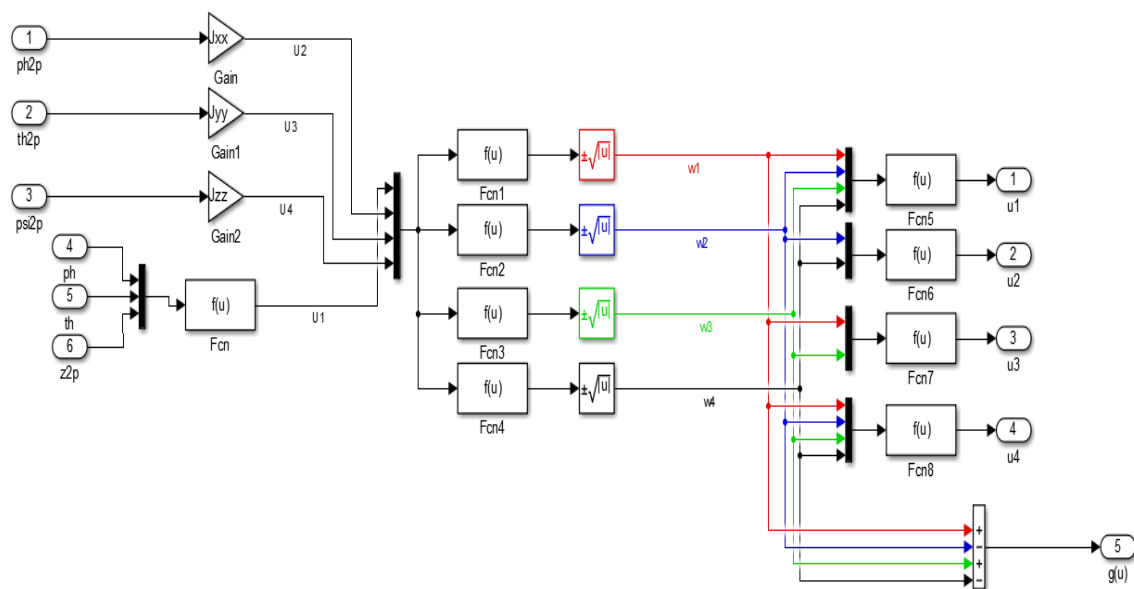 1
ph2p
Jxx
Gain
U2
2
th2p
Jyy
Gain1
U3
3
psi2p
Jzz
Gain2
U4
4
ph
5
th
6
z2p
f(u)
Fcn
U1
f(u)
Fcn1
±√|u|
w1
f(u)
Fcn2
±√|u|
w2
f(u)
Fcn3
±√|u|
w3
f(u)
Fcn4
±√|u|
w4
f(u)
Fcn5
1
u1
f(u)
Fcn6
2
u2
f(u)
Fcn7
3
u3
f(u)
Fcn8
4
u4
+
−
+
−
5
g(u)